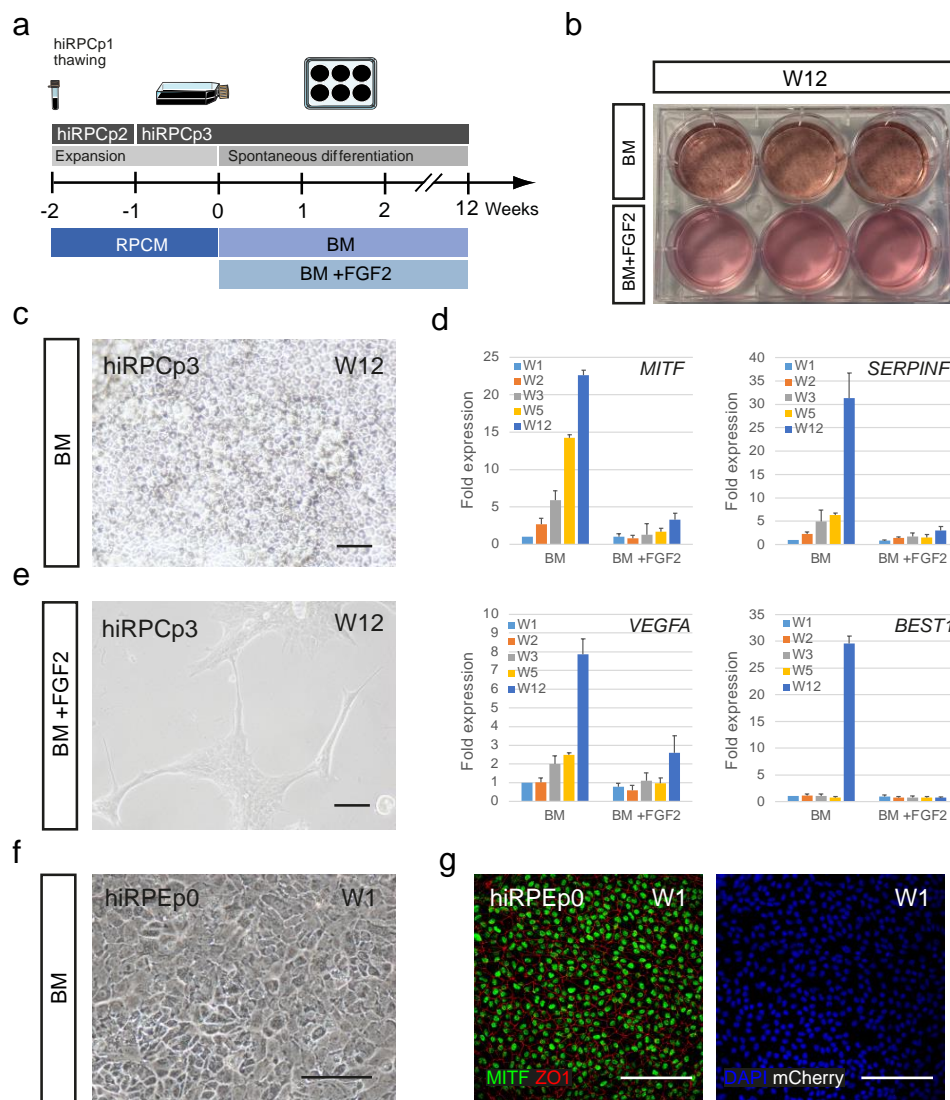 a
hiRPCp1
thawing
hiRPCp2 hiRPCp3
Expansion Spontaneous differentiation
-2 -1 0 1 2 12 Weeks
RPCM BM
BM +FGF2
b
W12
BM
BM+FGF2
c
BM
hiRPCp3 W12
d
MITF
Fold expression
25
20
15
10
5
0
W1
W2
W3
W5
W12
BM BM +FGF2
SERPINF
Fold expression
40
35
30
25
20
15
10
5
0
W1
W2
W3
W5
W12
BM BM +FGF2
e
BM +FGF2
hiRPCp3 W12
VEGFA
Fold expression
10
9
8
7
6
5
4
3
2
1
0
W1
W2
W3
W5
W12
BM BM +FGF2
BEST1
Fold expression
35
30
25
20
15
10
5
0
W1
W2
W3
W5
W12
BM BM +FGF2
f
BM
hiRPEp0 W1
g
hiRPEp0 W1
MITF ZO1
W1
DAPI mCherry